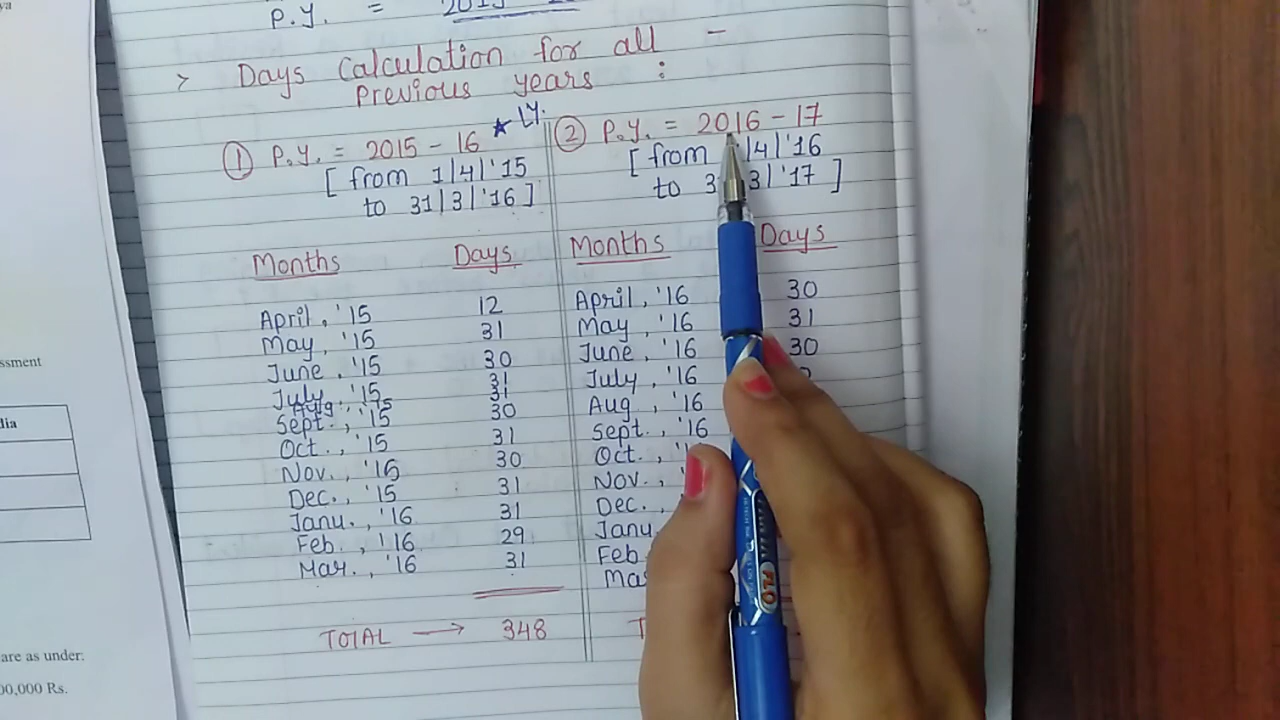 P.Y. =
> Days Calculation for all -
Previous years :
① P.Y. = 2015 - 16 ★ LY.
[ from 1/4/'15
to 31/3/'16 ]
Months Days
April, '15 12
May, '15 31
June, '15 30
July, '15 31
Aug., '15 31
Sept., '15 30
Oct., '15 31
Nov., '15 30
Dec., '15 31
Janu., '16 31
Feb., '16 29
Mar., '16 31
TOTAL → 348
② P.Y. = 2016 - 17
[ from /4/'16
to 3 3/'17 ]
Months Days
April, '16 30
May, '16 31
June, '16 30
July, '16
Aug, '16
Sept., '16
Oct.,
Nov.,
Dec.,
Janu.
Feb
Ma
ssment
dia
are as under:
00,000 Rs.